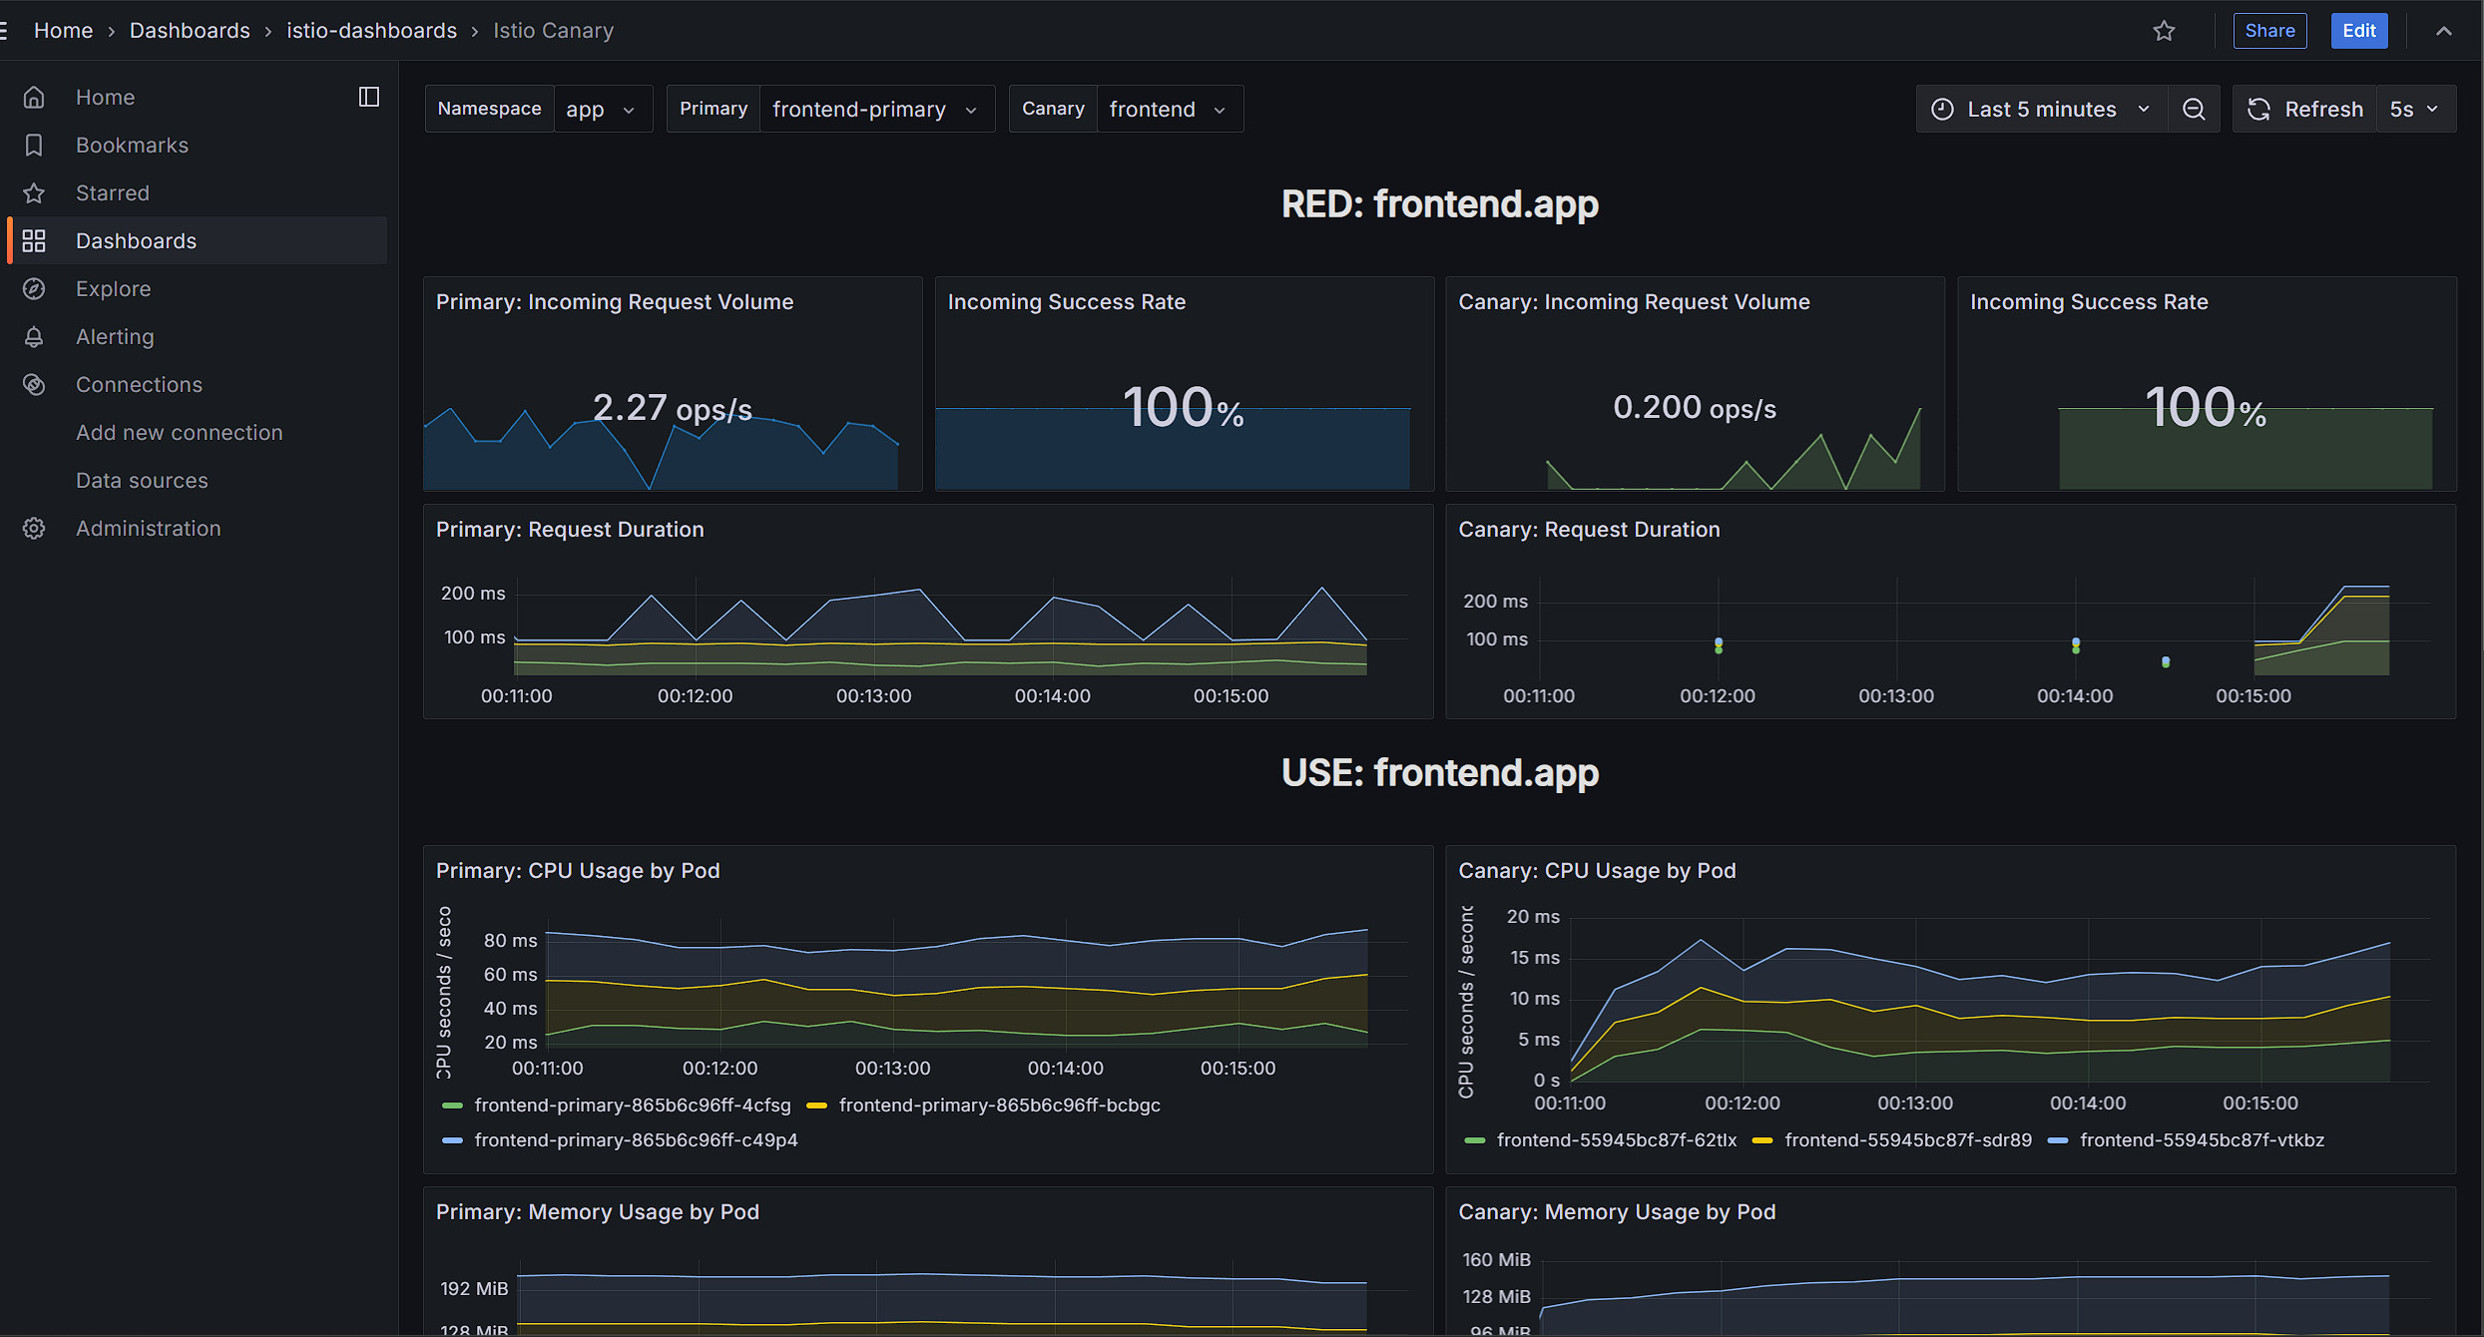 Home › Dashboards › istio-dashboards › Istio Canary
Share
Edit
Home
Bookmarks
Starred
Dashboards
Explore
Alerting
Connections
Add new connection
Data sources
Administration
Namespace app
Primary frontend-primary
Canary frontend
Last 5 minutes
Refresh
5s
RED: frontend.app
Primary: Incoming Request Volume
2.27 ops/s
Incoming Success Rate
100%
Canary: Incoming Request Volume
0.200 ops/s
Incoming Success Rate
100%
Primary: Request Duration
200 ms
100 ms
00:11:00 00:12:00 00:13:00 00:14:00 00:15:00
Canary: Request Duration
200 ms
100 ms
00:11:00 00:12:00 00:13:00 00:14:00 00:15:00
USE: frontend.app
Primary: CPU Usage by Pod
CPU seconds / seco
80 ms
60 ms
40 ms
20 ms
00:11:00 00:12:00 00:13:00 00:14:00 00:15:00
frontend-primary-865b6c96ff-4cfsg frontend-primary-865b6c96ff-bcbgc
frontend-primary-865b6c96ff-c49p4
Canary: CPU Usage by Pod
CPU seconds / second
20 ms
15 ms
10 ms
5 ms
0 s
00:11:00 00:12:00 00:13:00 00:14:00 00:15:00
frontend-55945bc87f-62tlx frontend-55945bc87f-sdr89 frontend-55945bc87f-vtkbz
Primary: Memory Usage by Pod
192 MiB
128 MiB
Canary: Memory Usage by Pod
160 MiB
128 MiB
96 MiB